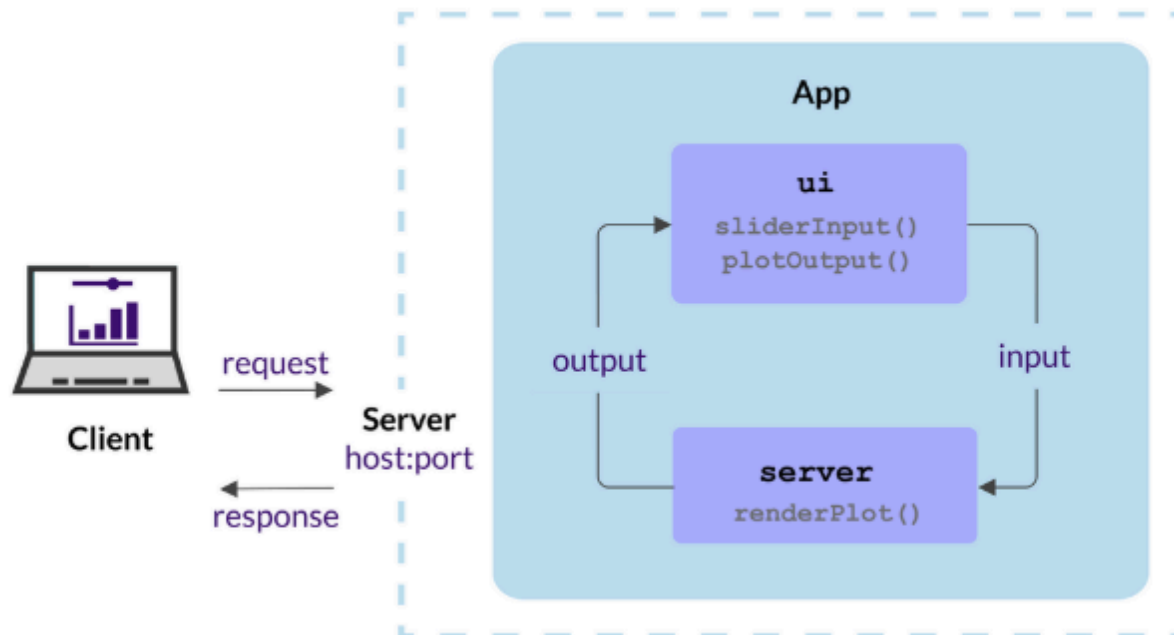 App
ui
sliderInput()
plotOutput()
output
input
request
Server
host:port
Client
response
server
renderPlot()